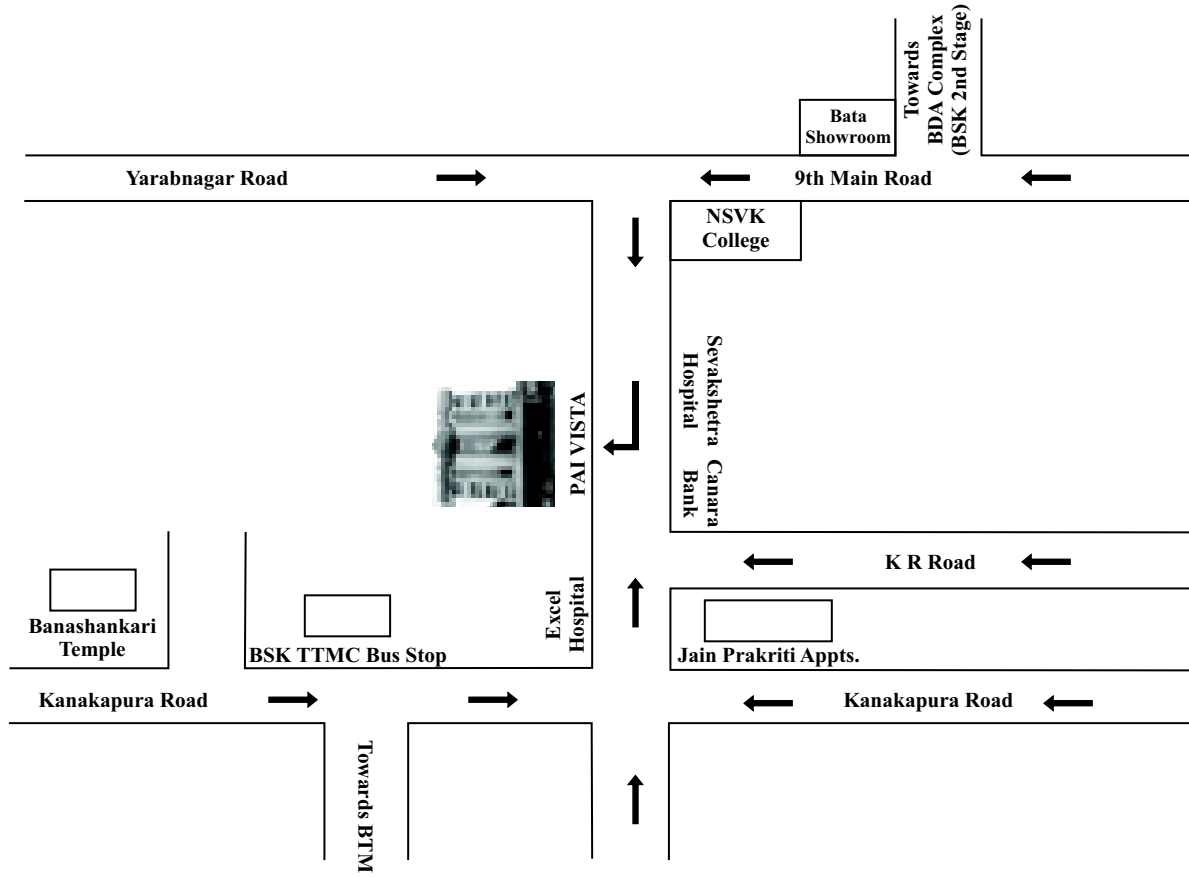 Towards
BDA Complex
(BSK 2nd Stage)
Bata
Showroom
Yarabnagar Road
9th Main Road
NSVK
College
Sevakshetra
Hospital
PAI VISTA
Canara
Bank
K R Road
Excel
Hospital
Banashankari
Temple
BSK TTMC Bus Stop
Jain Prakriti Appts.
Kanakapura Road
Kanakapura Road
Towards BTM